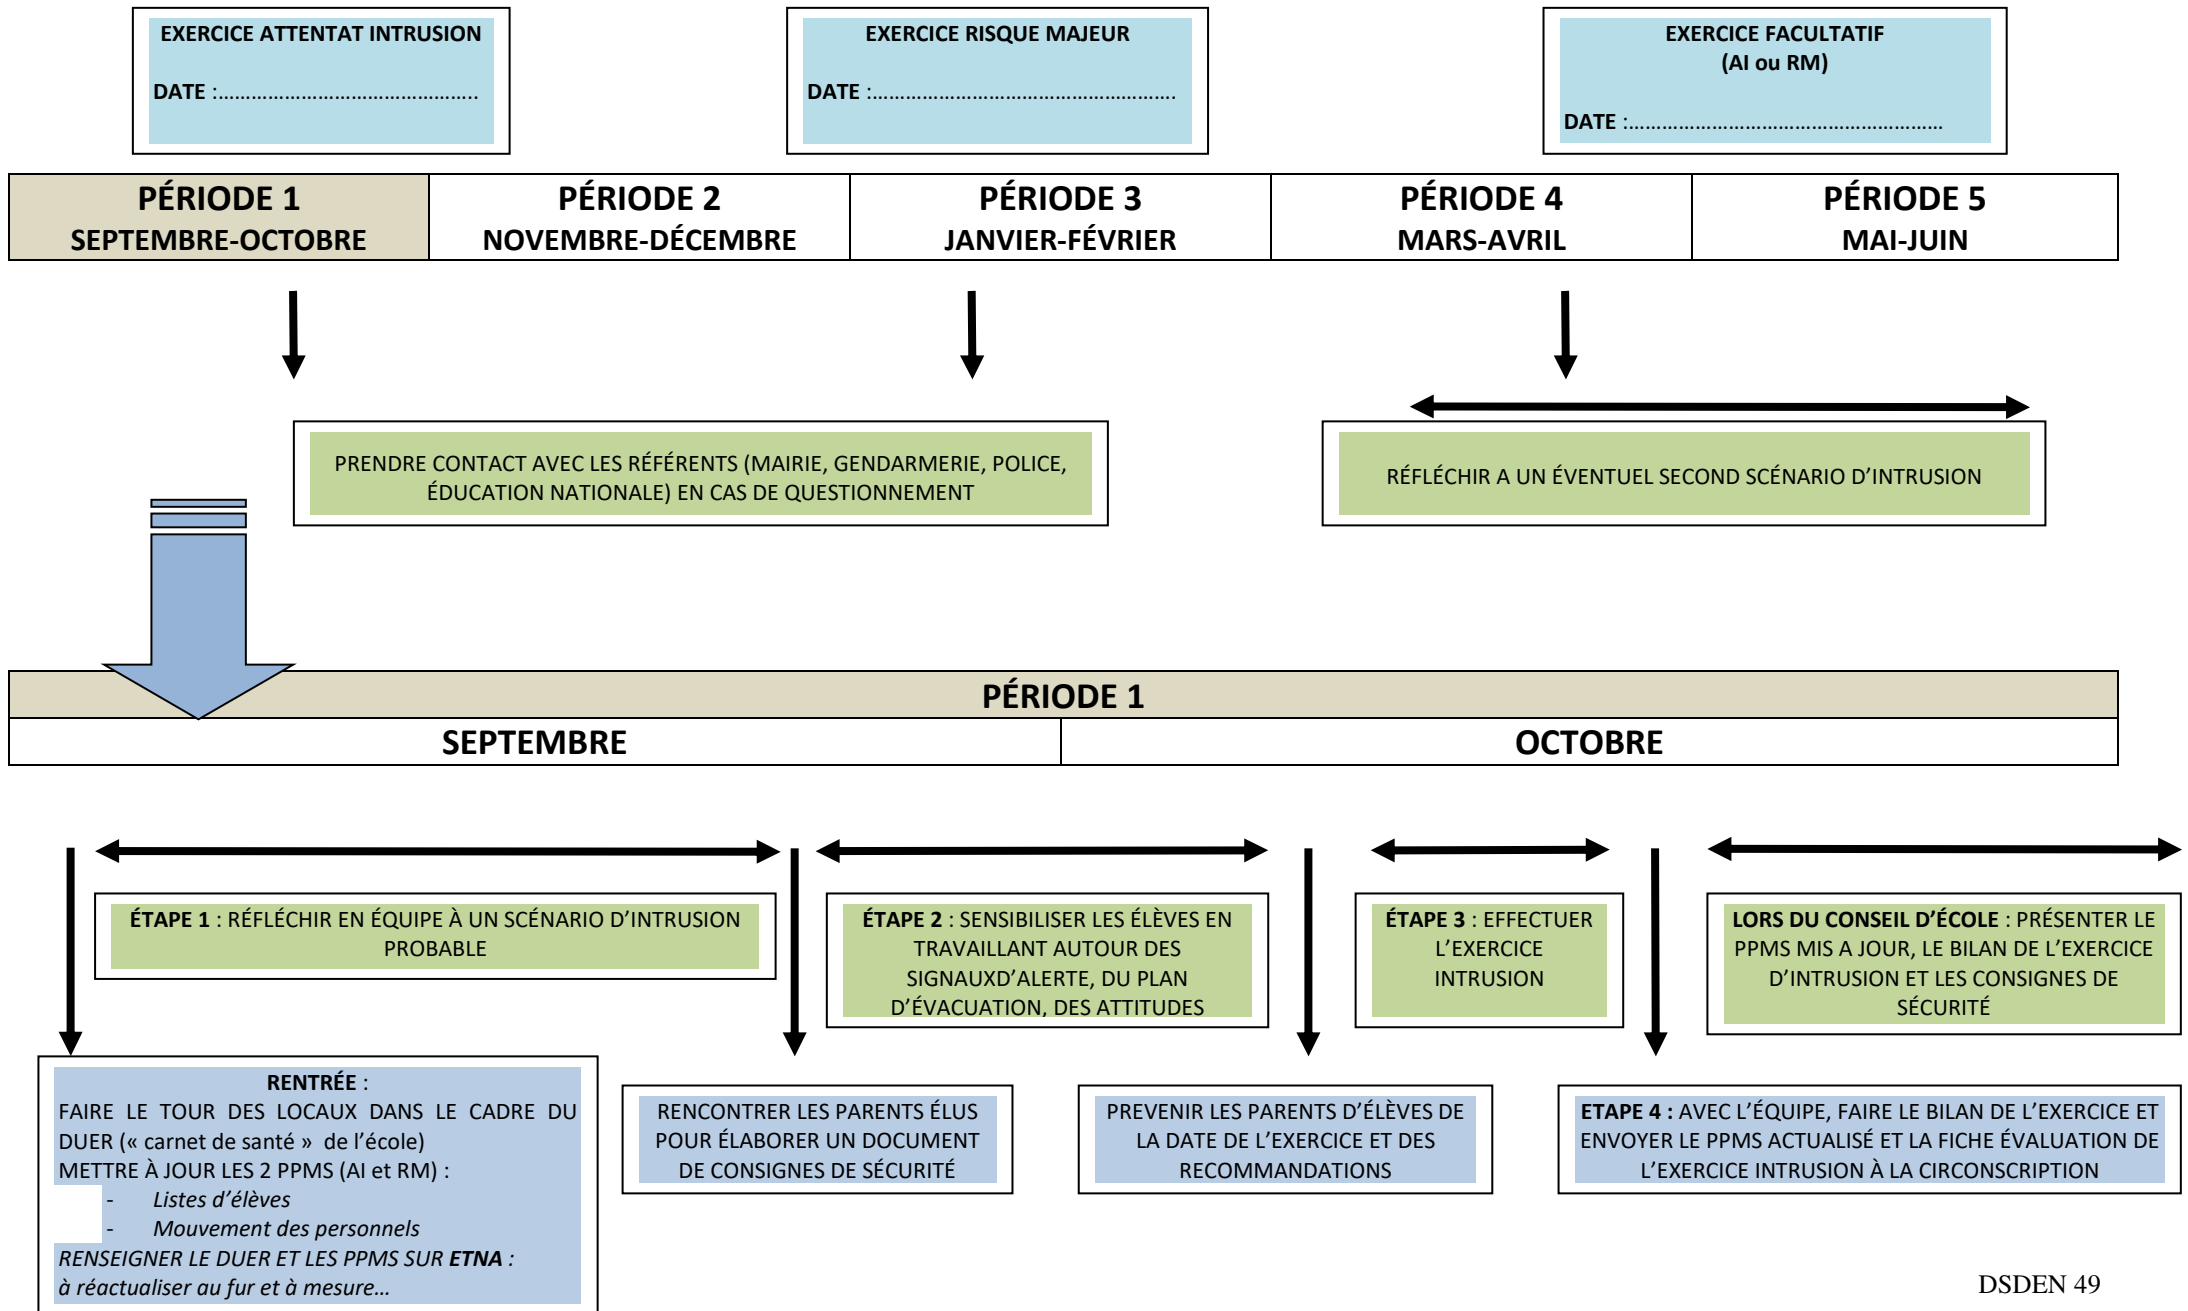 EXERCICE ATTENTAT INTRUSION
DATE :………………………………………..
EXERCICE RISQUE MAJEUR
DATE :……………………………………………….
EXERCICE FACULTATIF
(AI ou RM)
DATE :…………………………………………………
PÉRIODE 1
SEPTEMBRE-OCTOBRE
PÉRIODE 2
NOVEMBRE-DÉCEMBRE
PÉRIODE 3
JANVIER-FÉVRIER
PÉRIODE 4
MARS-AVRIL
PÉRIODE 5
MAI-JUIN
PRENDRE CONTACT AVEC LES RÉFÉRENTS (MAIRIE, GENDARMERIE, POLICE,
ÉDUCATION NATIONALE) EN CAS DE QUESTIONNEMENT
RÉFLÉCHIR A UN ÉVENTUEL SECOND SCÉNARIO D’INTRUSION
PÉRIODE 1
SEPTEMBRE
OCTOBRE
ÉTAPE 1 : RÉFLÉCHIR EN ÉQUIPE À UN SCÉNARIO D’INTRUSION
PROBABLE
ÉTAPE 2 : SENSIBILISER LES ÉLÈVES EN
TRAVAILLANT AUTOUR DES
SIGNAUXD’ALERTE, DU PLAN
D’ÉVACUATION, DES ATTITUDES
ÉTAPE 3 : EFFECTUER
L’EXERCICE
INTRUSION
LORS DU CONSEIL D’ÉCOLE : PRÉSENTER LE
PPMS MIS A JOUR, LE BILAN DE L’EXERCICE
D’INTRUSION ET LES CONSIGNES DE
SÉCURITÉ
RENTRÉE :
FAIRE LE TOUR DES LOCAUX DANS LE CADRE DU
DUER (« carnet de santé » de l’école)
METTRE À JOUR LES 2 PPMS (AI et RM) :
- Listes d’élèves
- Mouvement des personnels
RENSEIGNER LE DUER ET LES PPMS SUR ETNA :
à réactualiser au fur et à mesure…
RENCONTRER LES PARENTS ÉLUS
POUR ÉLABORER UN DOCUMENT
DE CONSIGNES DE SÉCURITÉ
PREVENIR LES PARENTS D’ÉLÈVES DE
LA DATE DE L’EXERCICE ET DES
RECOMMANDATIONS
ETAPE 4 : AVEC L’ÉQUIPE, FAIRE LE BILAN DE L’EXERCICE ET
ENVOYER LE PPMS ACTUALISÉ ET LA FICHE ÉVALUATION DE
L’EXERCICE INTRUSION À LA CIRCONSCRIPTION
DSDEN 49